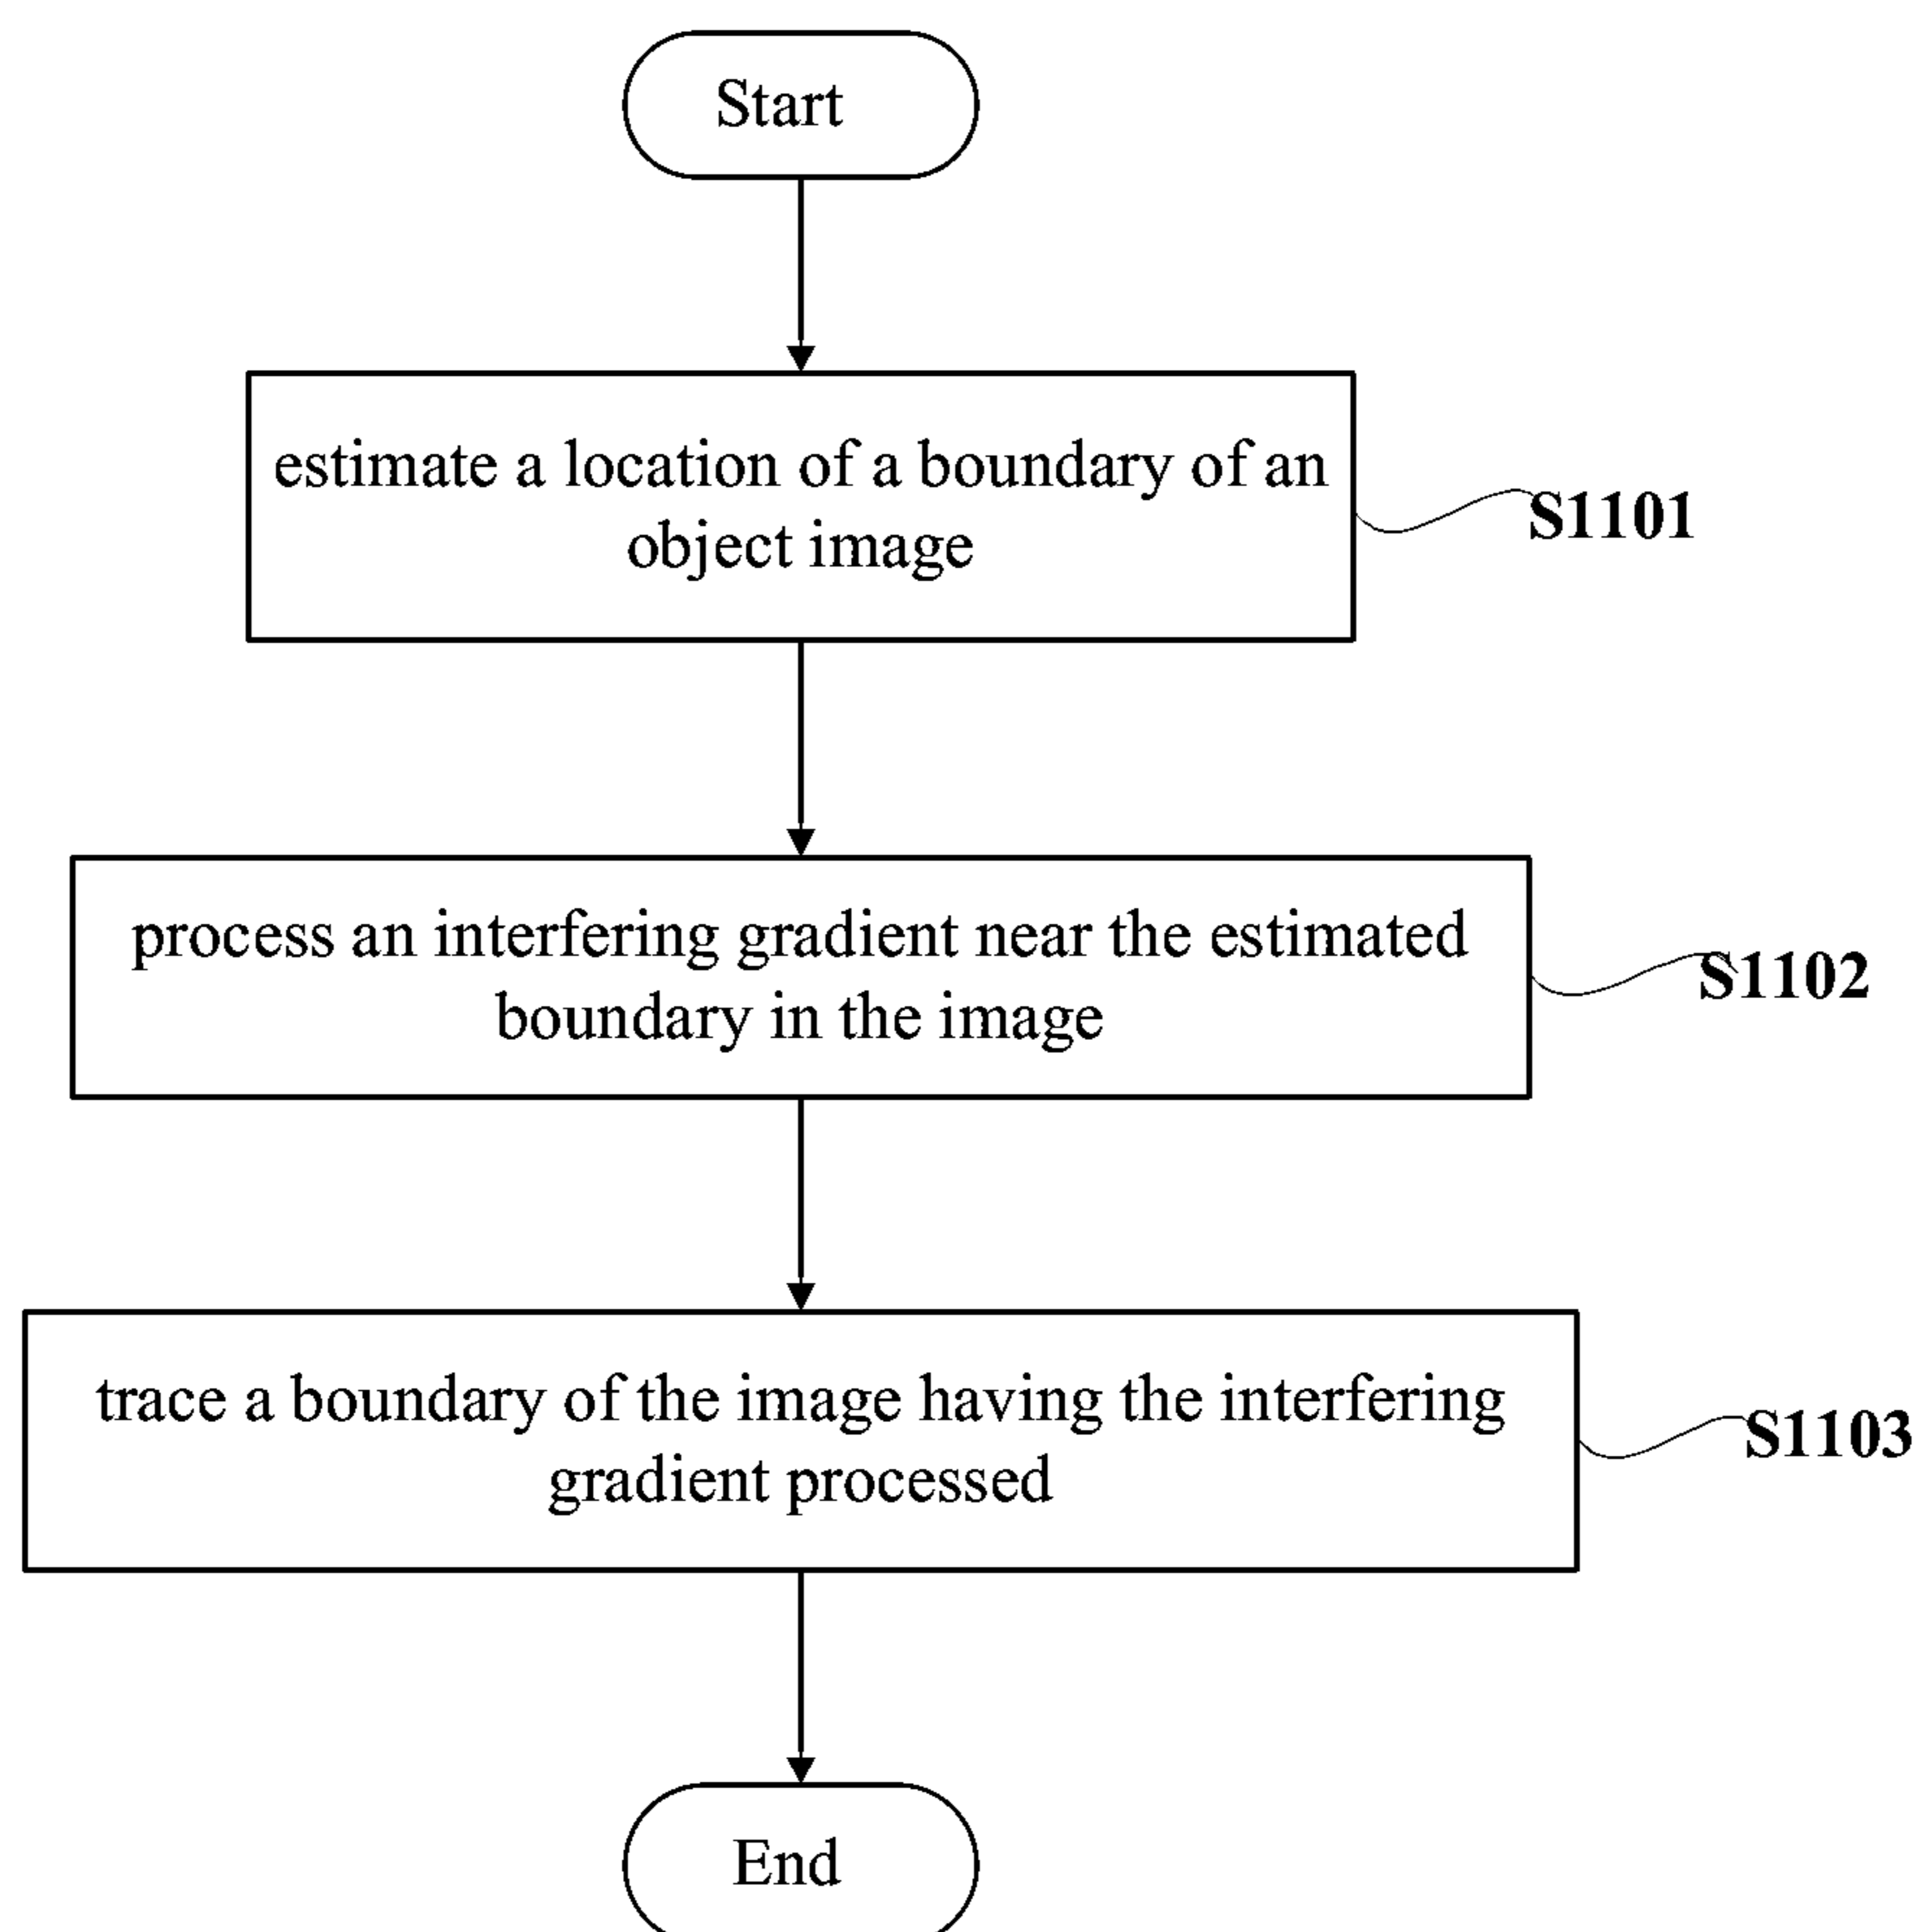 Start
estimate a location of a boundary of an
object image
S1101
process an interfering gradient near the estimated
boundary in the image
S1102
trace a boundary of the image having the interfering
gradient processed
S1103
End